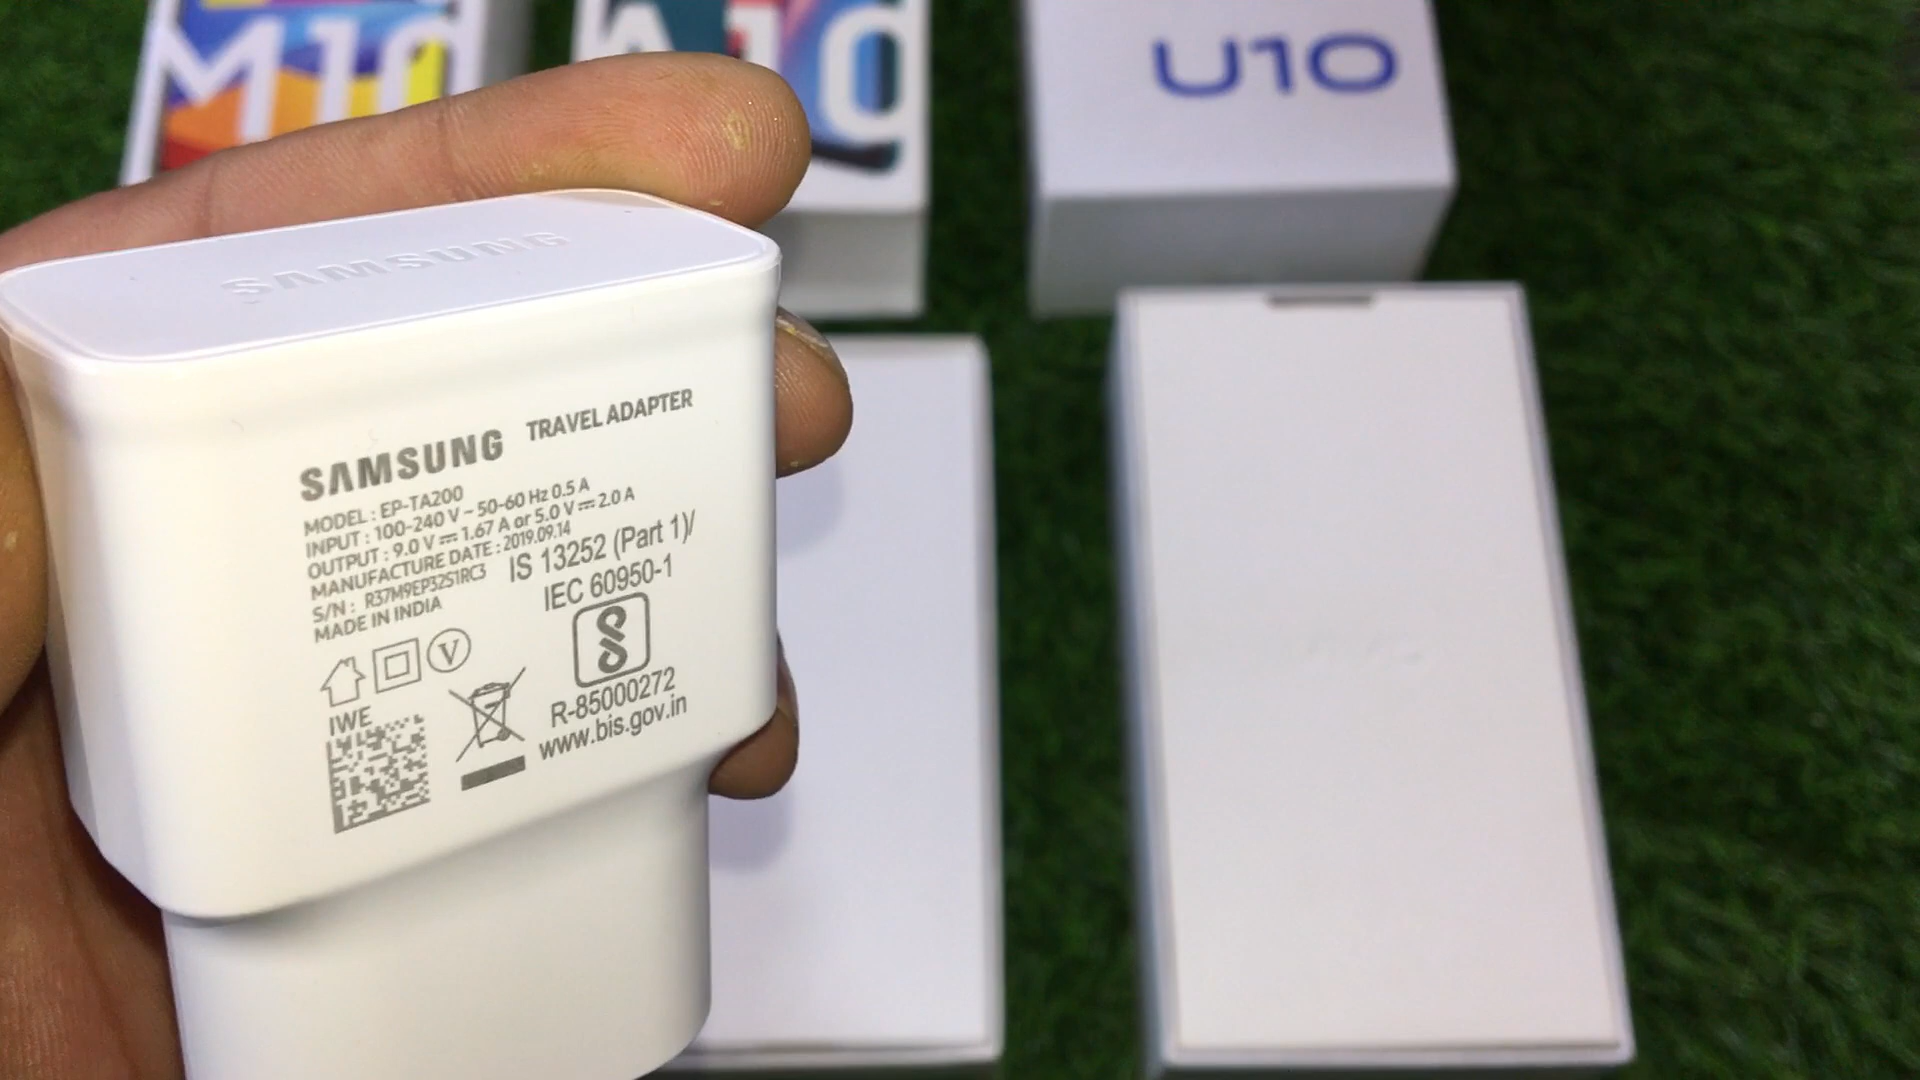 M10
A10
U10
SAMSUNG
SAMSUNG TRAVEL ADAPTER
MODEL : EP-TA200
INPUT : 100-240 V ~ 50-60 Hz 0.5 A
OUTPUT : 9.0 V ⎓ 1.67 A or 5.0 V ⎓ 2.0 A
MANUFACTURE DATE : 2019.09.14
S/N : R37M9EP32S1RC3
MADE IN INDIA
IS 13252 (Part 1)/
IEC 60950-1
V
R-85000272
www.bis.gov.in
IWE